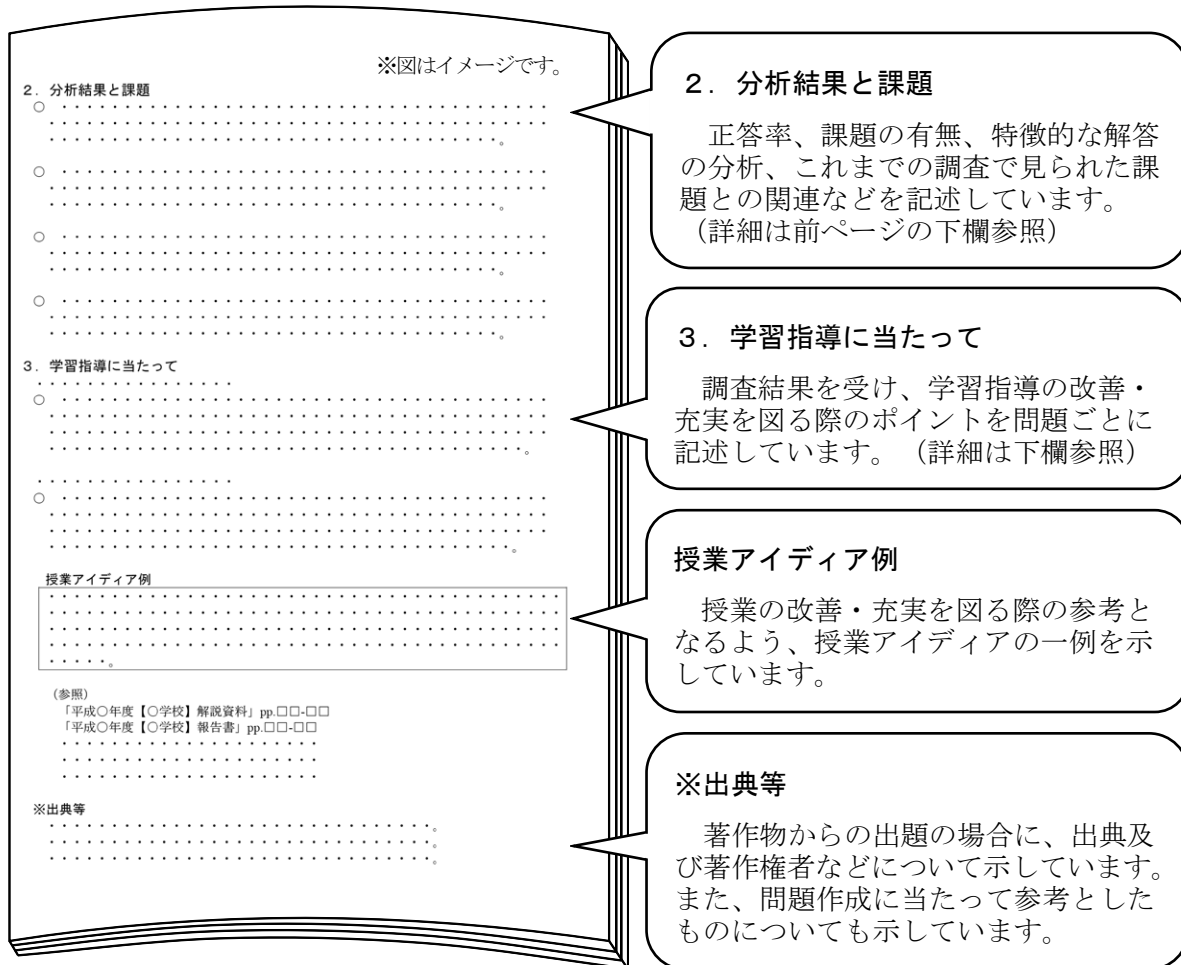 ※図はイメージです。
2．分析結果と課題
○ ・・・・・・・・・・・・・・・・・・・・・・・・・・・・・・・・・・・・・・
・・・・・・・・・・・・・・・・・・・・・・・・・・・・・・・・・・・・・・・
・・・・・・・・・・・・・・・・・・・・・・・・・・・・・・・・・・・。
○ ・・・・・・・・・・・・・・・・・・・・・・・・・・・・・・・・・・・・・・
・・・・・・・・・・・・・・・・・・・・・・・・・・・・・・・・・・・・・・・
・・・・・・・・・・・・・・・・・・・・・・・・・・・・・・・・・・・。
○ ・・・・・・・・・・・・・・・・・・・・・・・・・・・・・・・・・・・・・・
・・・・・・・・・・・・・・・・・・・・・・・・・・・・・・・・・・・・・・・
・・・・・・・・・・・・・・・・・・・・・・・・・・・・・・・・・・・。
○ ・・・・・・・・・・・・・・・・・・・・・・・・・・・・・・・・・・・・・・
・・・・・・・・・・・・・・・・・・・・・・・・・・・・・・・・・・・・・・・
・・・・・・・・・・・・・・・・・・・・・・・・・・・・・・・・・・・。
3．学習指導に当たって
・・・・・・・・・・・・・・・・
○ ・・・・・・・・・・・・・・・・・・・・・・・・・・・・・・・・・・・・・・
・・・・・・・・・・・・・・・・・・・・・・・・・・・・・・・・・・・・・・・
・・・・・・・・・・・・・・・・・・・・・・・・・・・・・・・・・・・・・・・
・・・・・・・・・・・・・・・・・・・・・・・・・・・・・・・・・・・・・。
・・・・・・・・・・・・・・・・
○ ・・・・・・・・・・・・・・・・・・・・・・・・・・・・・・・・・・・・・・
・・・・・・・・・・・・・・・・・・・・・・・・・・・・・・・・・・・・・・・
・・・・・・・・・・・・・・・・・・・・・・・・・・・・・・・・・・・・・・・
・・・・・・・・・・・・・・・・・・・・・・・・・・・・・・・・・・・・。
授業アイディア例
・・・・・・・・・・・・・・・・・・・・・・・・・・・・・・・・・・・・・・・・
・・・・・・・・・・・・・・・・・・・・・・・・・・・・・・・・・・・・・・・・
・・・・・・・・・・・・・・・・・・・・・・・・・・・・・・・・・・・・・・・・
・・・・・・・・・・・・・・・・・・・・・・・・・・・・・・・・・・・・・・・・
・・・・・。
（参照）
「平成○年度【○学校】解説資料」pp.□□-□□
「平成○年度【○学校】報告書」pp.□□-□□
・・・・・・・・・・・・・・・・・・・・・
・・・・・・・・・・・・・・・・・・・・・
・・・・・・・・・・・・・・・・・・・・・
※出典等
・・・・・・・・・・・・・・・・・・・・・・・・・・・・・・。
・・・・・・・・・・・・・・・・・・・・・・・・・・・・・・。
・・・・・・・・・・・・・・・・・・・・・・・・・・・・・・。
２．分析結果と課題
正答率、課題の有無、特徴的な解答
の分析、これまでの調査で見られた課
題との関連などを記述しています。
（詳細は前ページの下欄参照）
３．学習指導に当たって
調査結果を受け、学習指導の改善・
充実を図る際のポイントを問題ごとに
記述しています。（詳細は下欄参照）
授業アイディア例
授業の改善・充実を図る際の参考と
なるよう、授業アイディアの一例を示
しています。
※出典等
著作物からの出題の場合に、出典及
び著作権者などについて示しています。
また、問題作成に当たって参考とした
ものについても示しています。